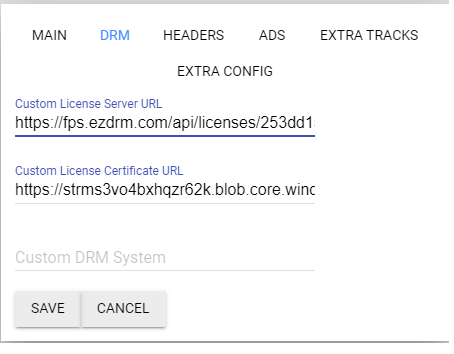 MAIN DRM HEADERS ADS EXTRA TRACKS
EXTRA CONFIG
Custom License Server URL
https://fps.ezdrm.com/api/licenses/253dd1
Custom License Certificate URL
https://strms3vo4bxhqzr62k.blob.core.winc
Custom DRM System
SAVE CANCEL